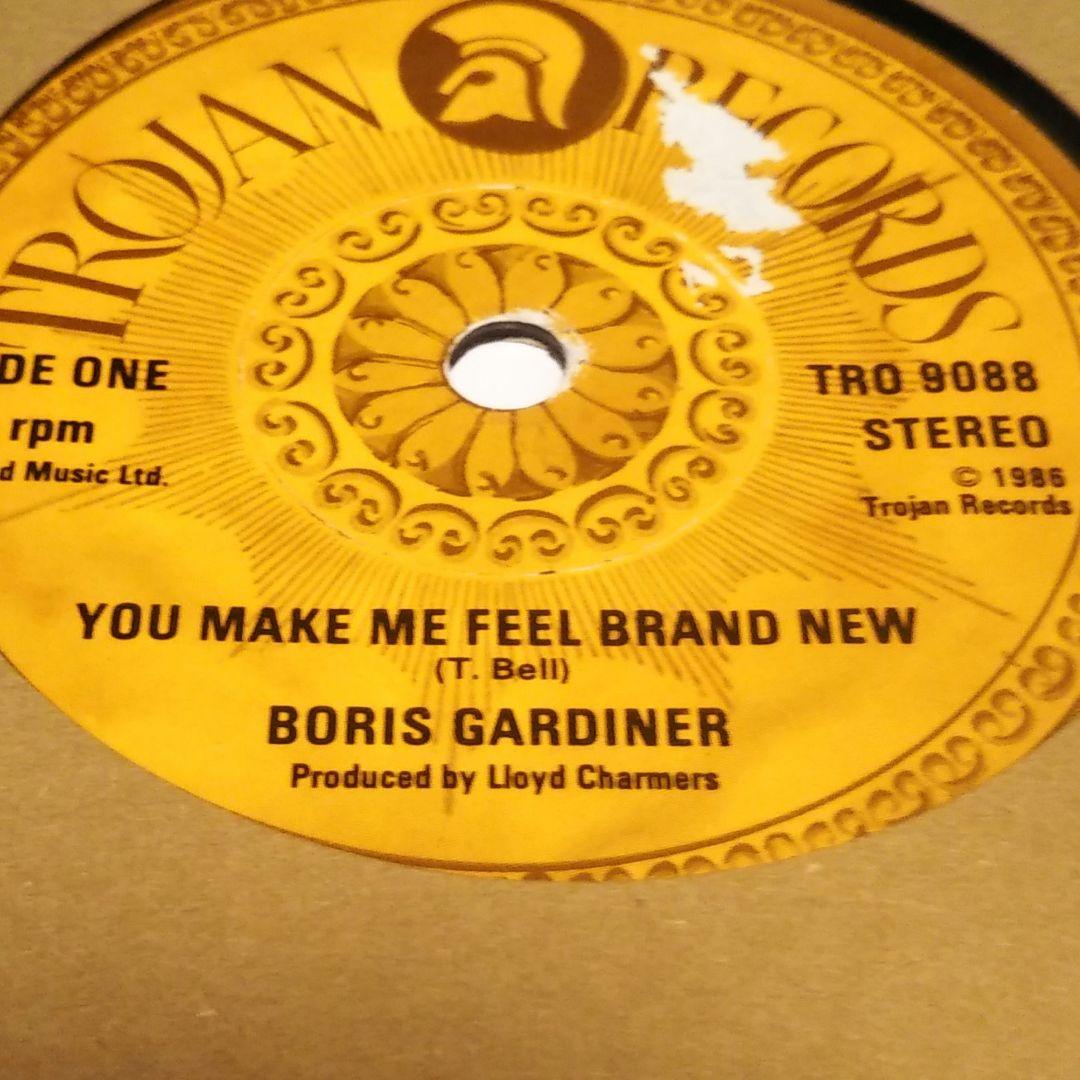 TROJAN RECORDS
DE ONE
rpm
d Music Ltd.
TRO 9088
STEREO
© 1986
Trojan Records
YOU MAKE ME FEEL BRAND NEW
(T. Bell)
BORIS GARDINER
Produced by Lloyd Charmers